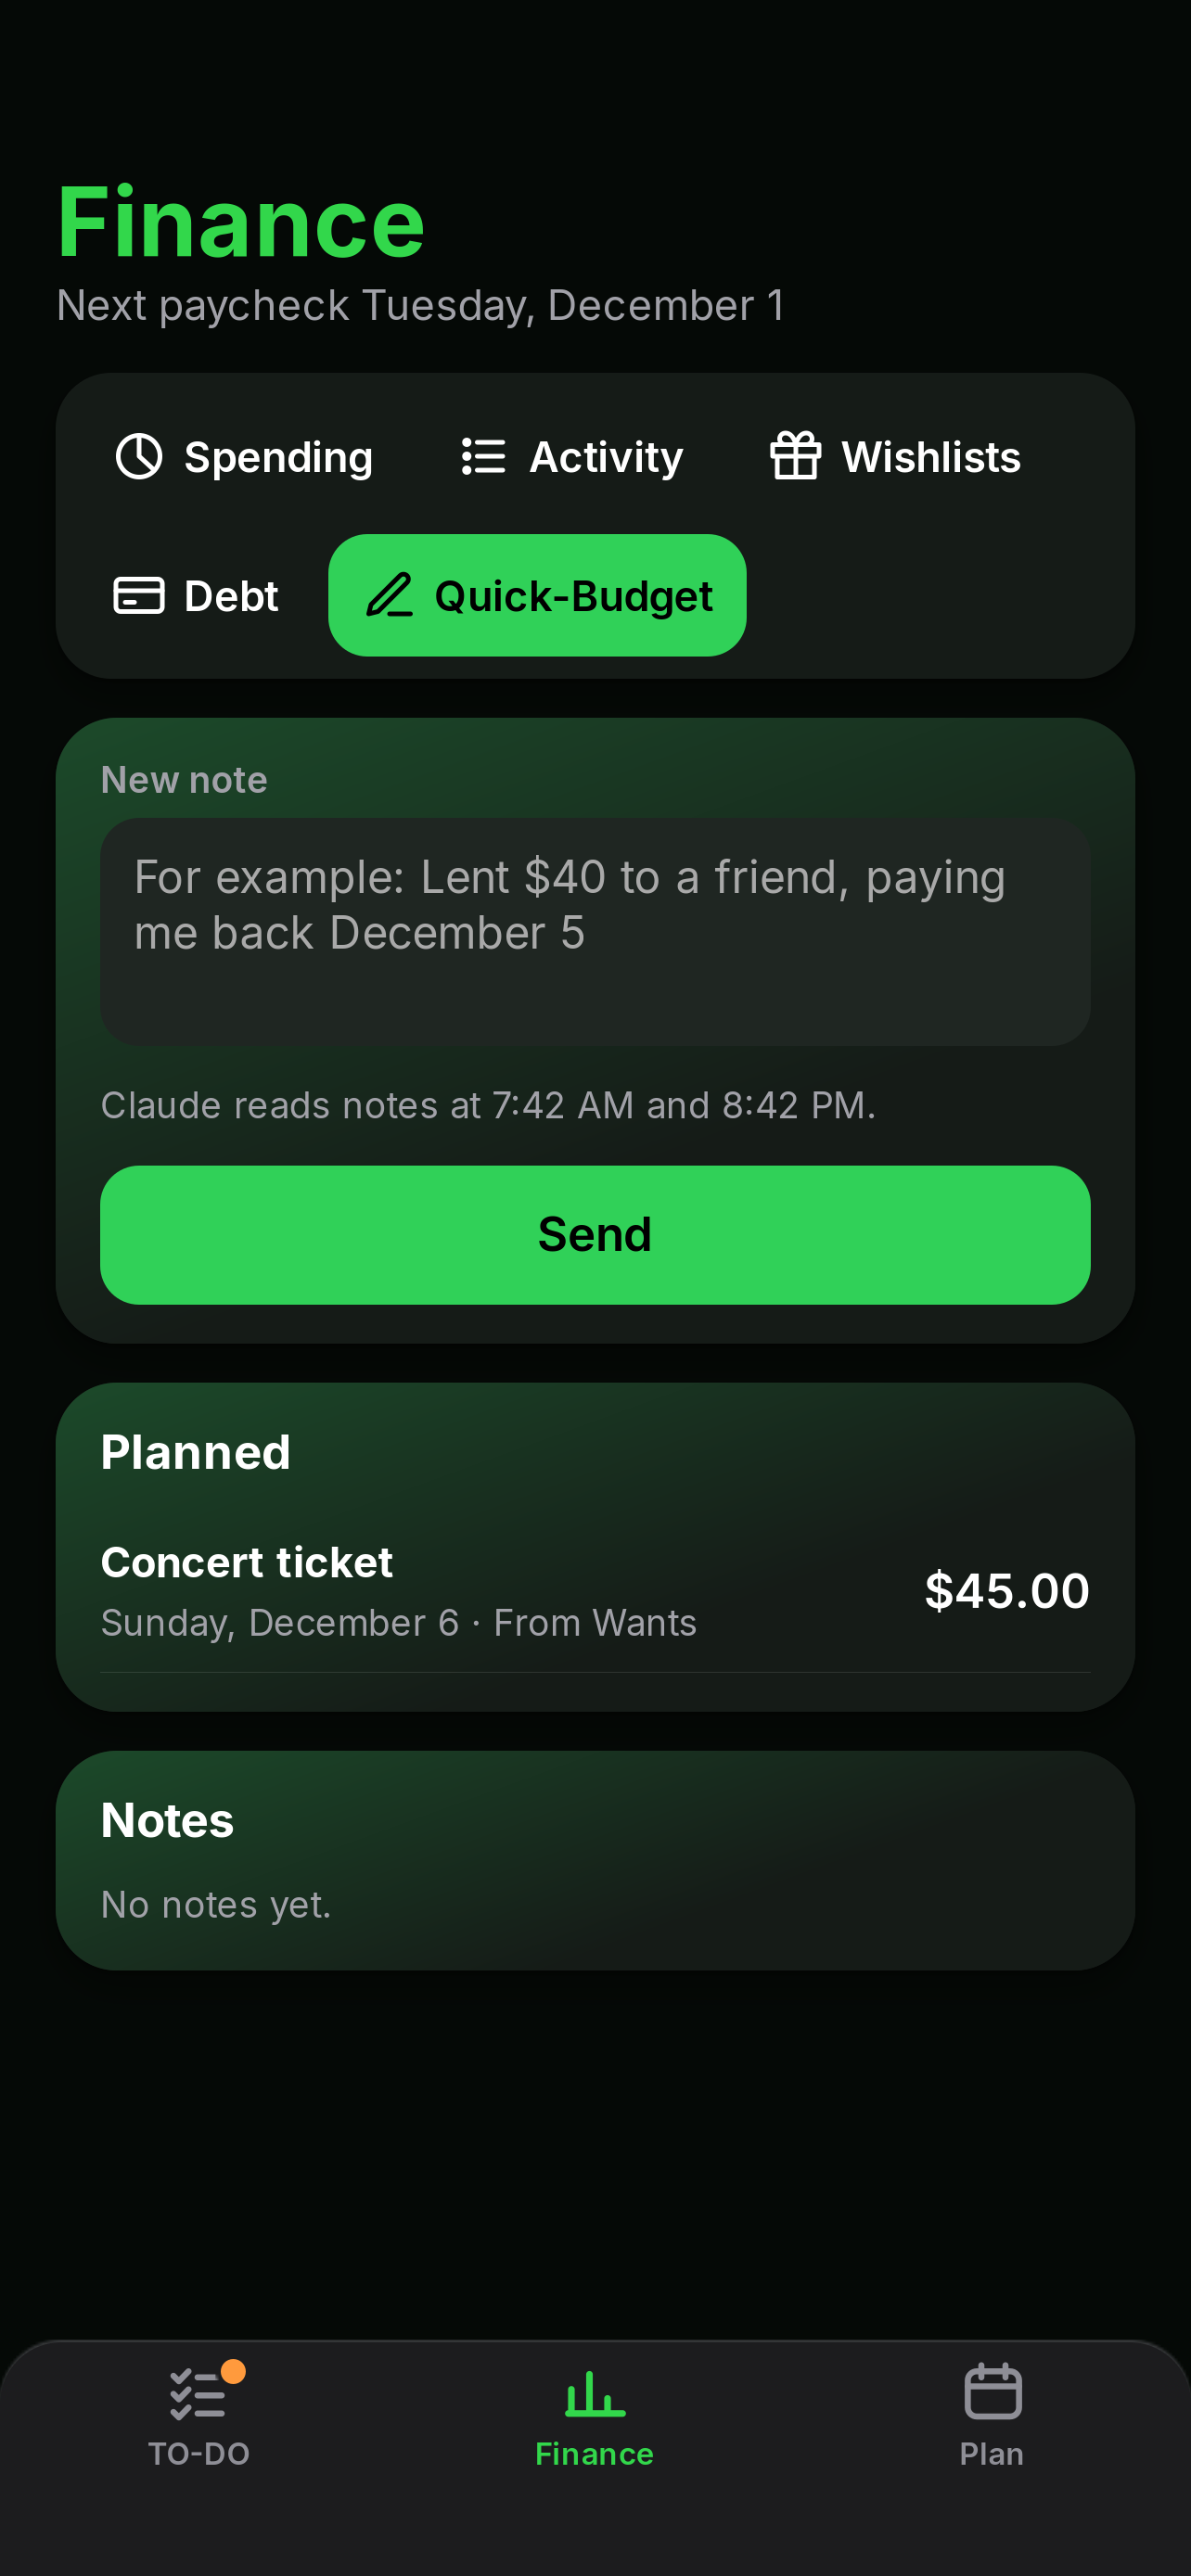 Finance
Next paycheck Tuesday, December 1
Spending
Activity
Wishlists
Debt
Quick-Budget
New note
For example: Lent $40 to a friend, paying
me back December 5
Claude reads notes at 7:42 AM and 8:42 PM.
Send
Planned
Concert ticket
$45.00
Sunday, December 6 · From Wants
Notes
No notes yet.
TO-DO
Finance
Plan